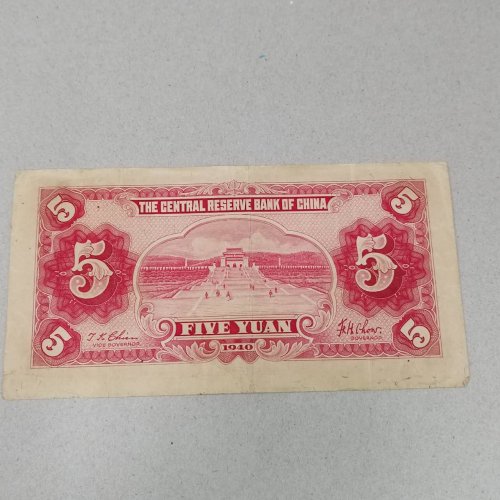 5 5
THE CENTRAL RESERVE BANK OF CHINA
5 5
FIVE YUAN
5 5
1940
VICE GOVERNOR
GOVERNOR